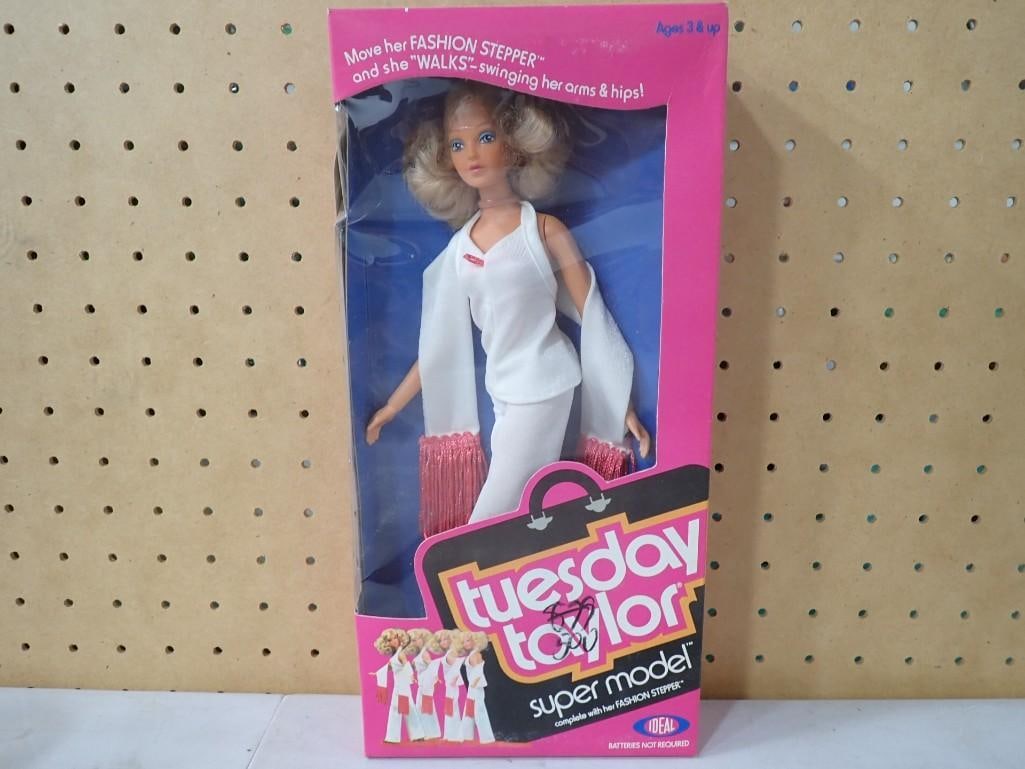 Ages 3 & up
Move her FASHION STEPPER™
and she "WALKS"-swinging her arms & hips!
tuesday
taylor®
super model™
complete with her FASHION STEPPER™
IDEAL
BATTERIES NOT REQUIRED